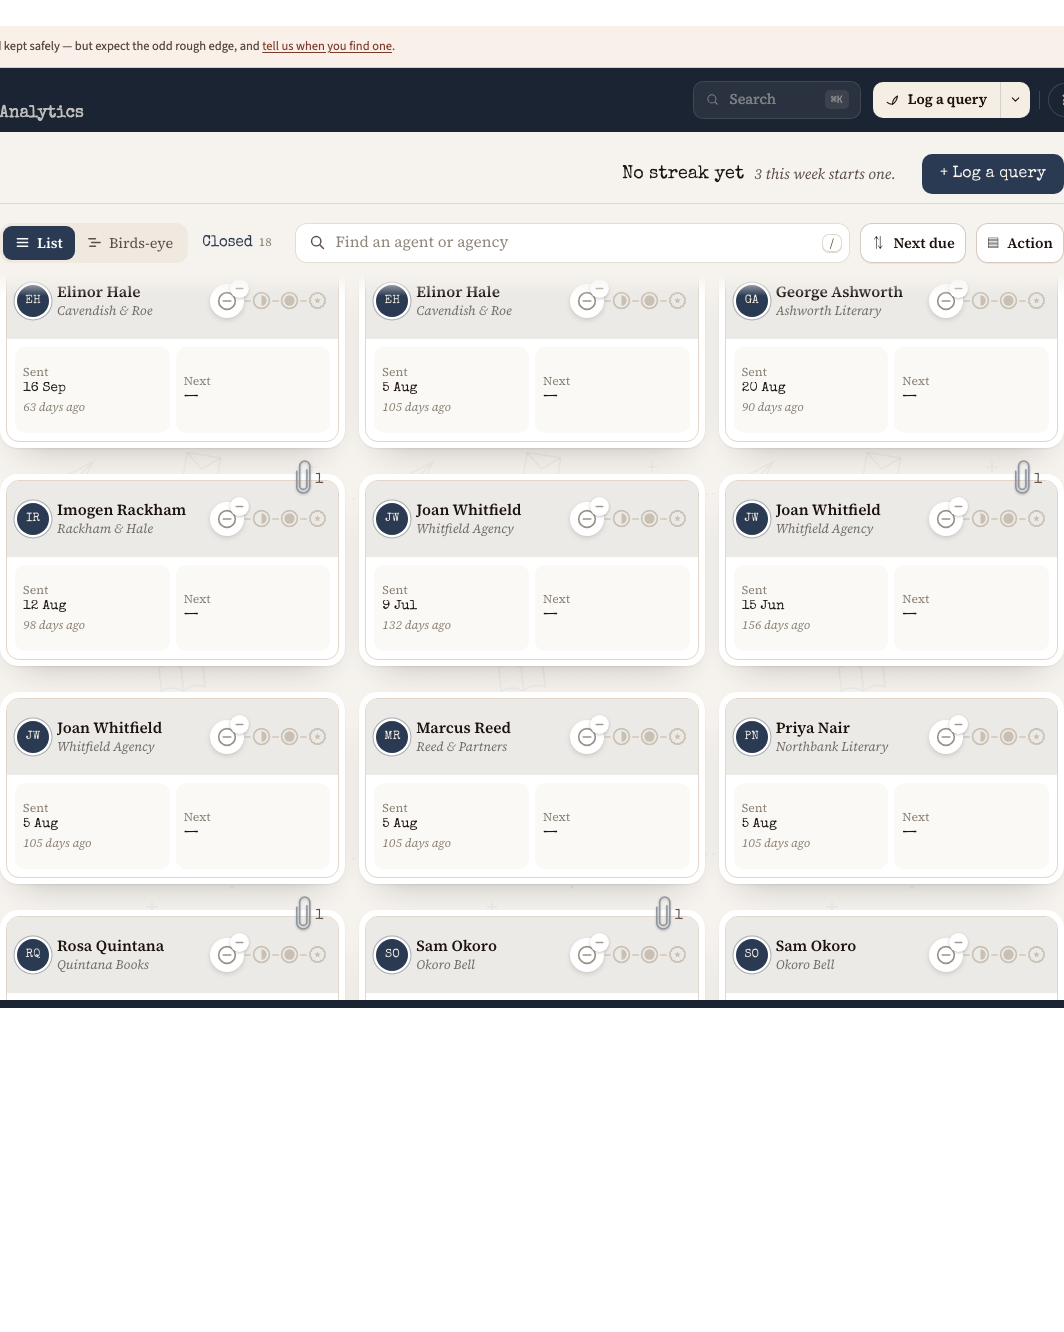 kept safely — but expect the odd rough edge, and tell us when you find one.
Analytics
Search ⌘K
Log a query
No streak yet 3 this week starts one.
+ Log a query
List
Birds-eye
Closed 18
Find an agent or agency /
Next due
Action
EH Elinor Hale
Cavendish & Roe
Sent
16 Sep
63 days ago
Next
—
EH Elinor Hale
Cavendish & Roe
Sent
5 Aug
105 days ago
Next
—
GA George Ashworth
Ashworth Literary
Sent
20 Aug
90 days ago
Next
—
1
IR Imogen Rackham
Rackham & Hale
Sent
12 Aug
98 days ago
Next
—
JW Joan Whitfield
Whitfield Agency
Sent
9 Jul
132 days ago
Next
—
1
JW Joan Whitfield
Whitfield Agency
Sent
15 Jun
156 days ago
Next
—
JW Joan Whitfield
Whitfield Agency
Sent
5 Aug
105 days ago
Next
—
MR Marcus Reed
Reed & Partners
Sent
5 Aug
105 days ago
Next
—
PN Priya Nair
Northbank Literary
Sent
5 Aug
105 days ago
Next
—
1
RQ Rosa Quintana
Quintana Books
1
SO Sam Okoro
Okoro Bell
SO Sam Okoro
Okoro Bell